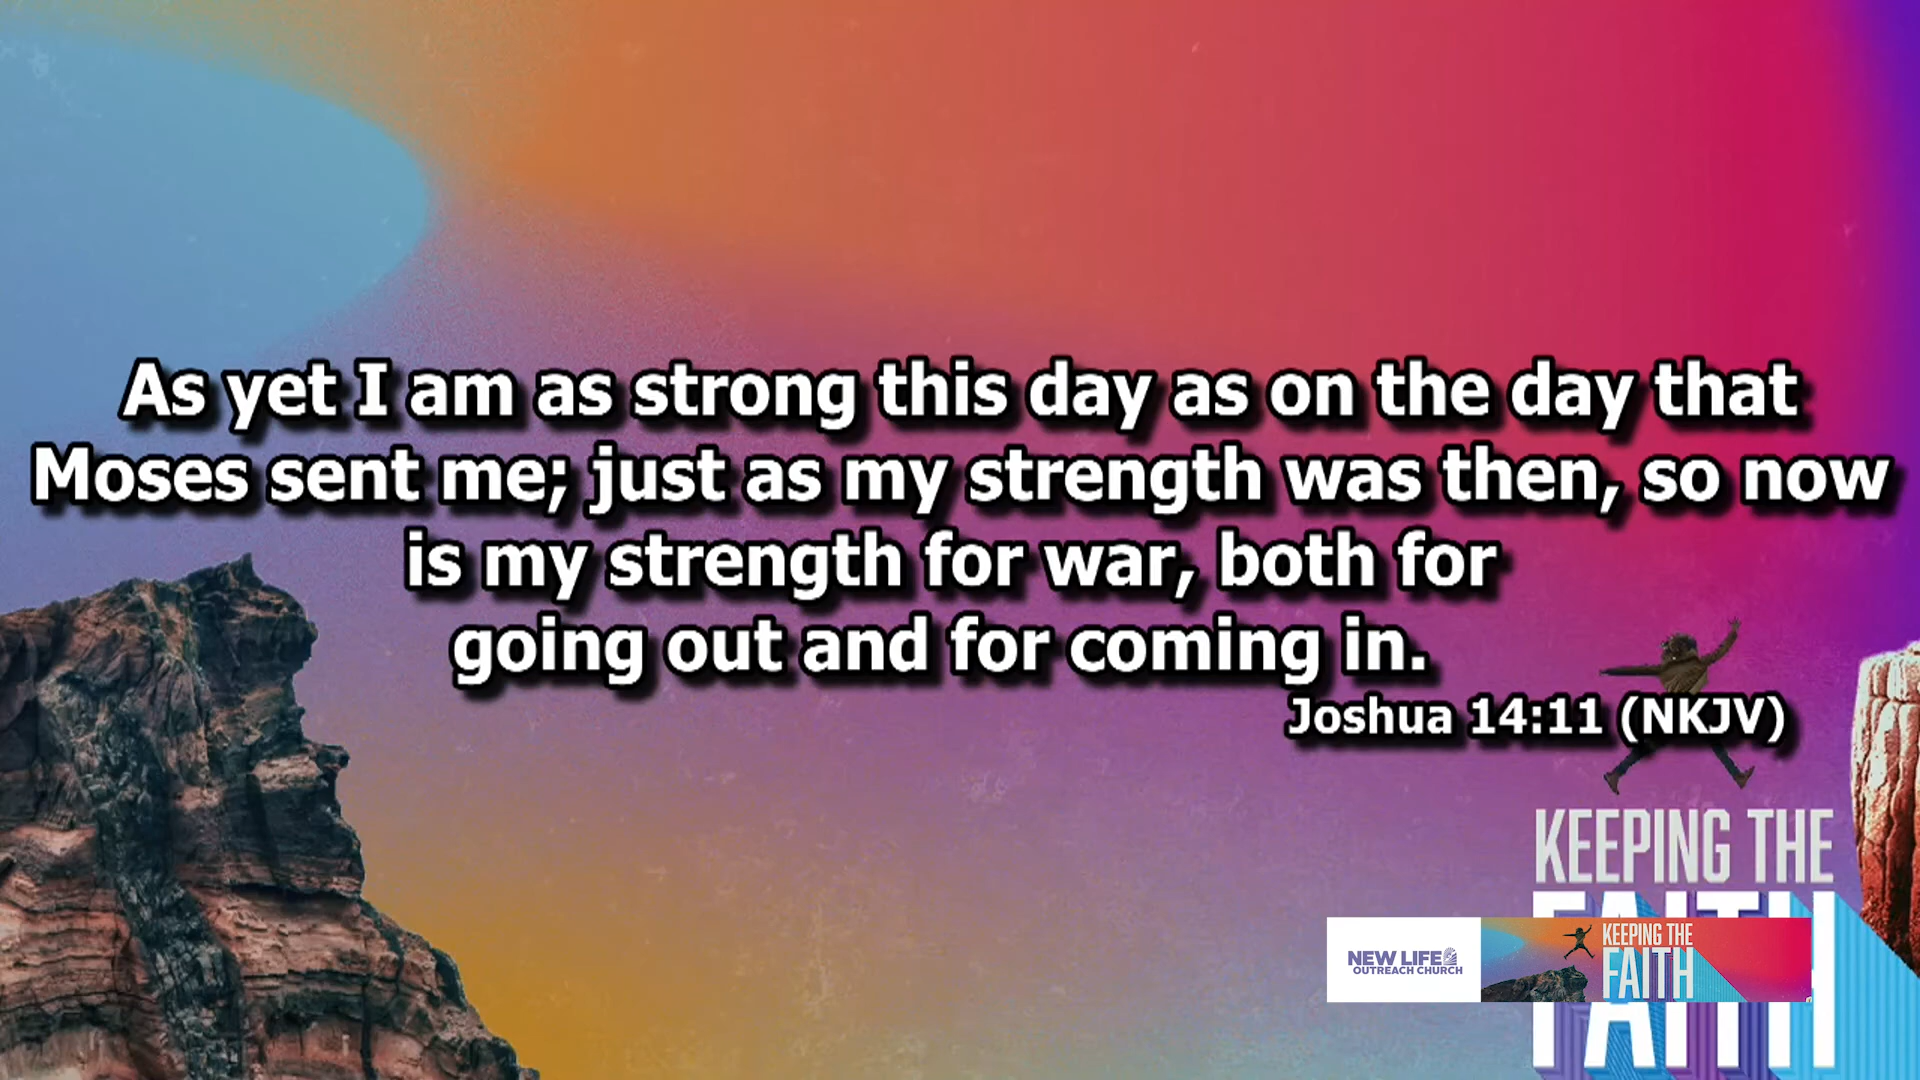 As yet I am as strong this day as on the day that
Moses sent me; just as my strength was then, so now
is my strength for war, both for
going out and for coming in.
Joshua 14:11 (NKJV)
KEEPING THE
FAITH
NEW LIFE
OUTREACH CHURCH
KEEPING THE
FAITH